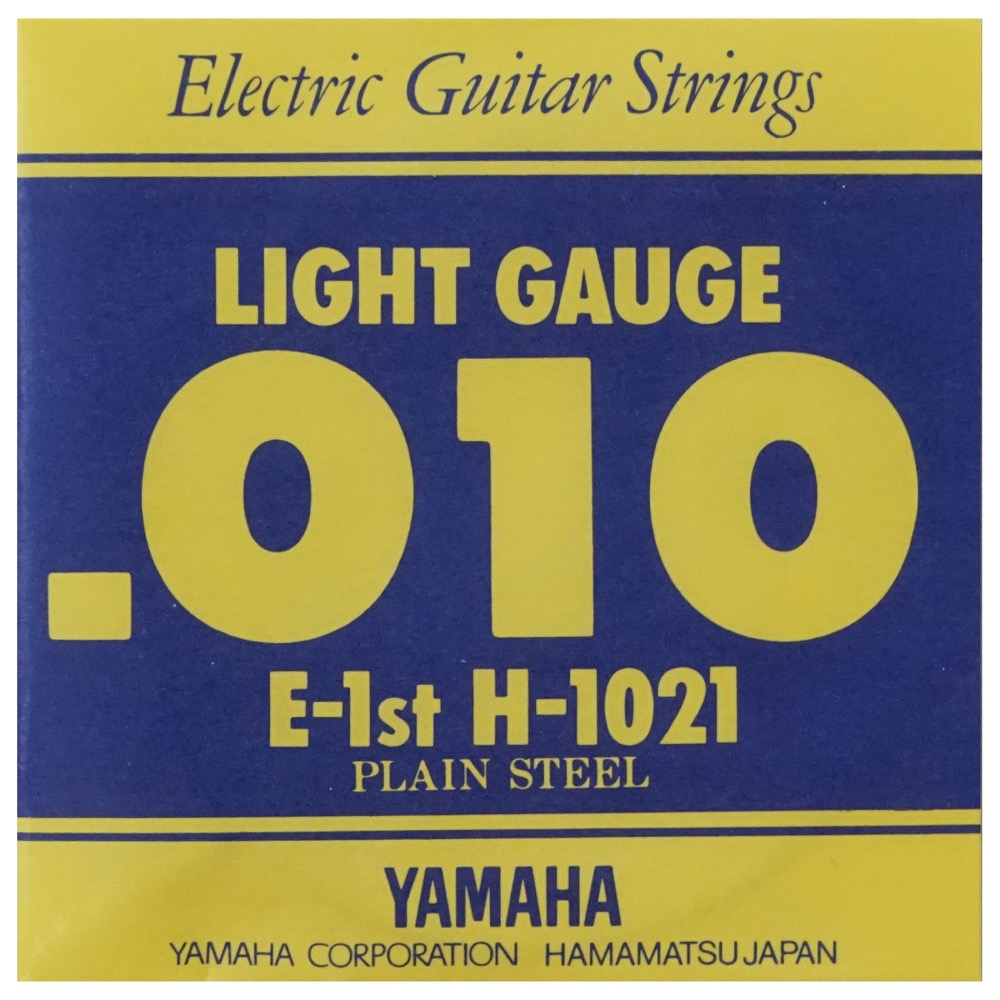 Electric Guitar Strings
LIGHT GAUGE
.010
E-1st H-1021
PLAIN STEEL
YAMAHA
YAMAHA CORPORATION HAMAMATSU JAPAN